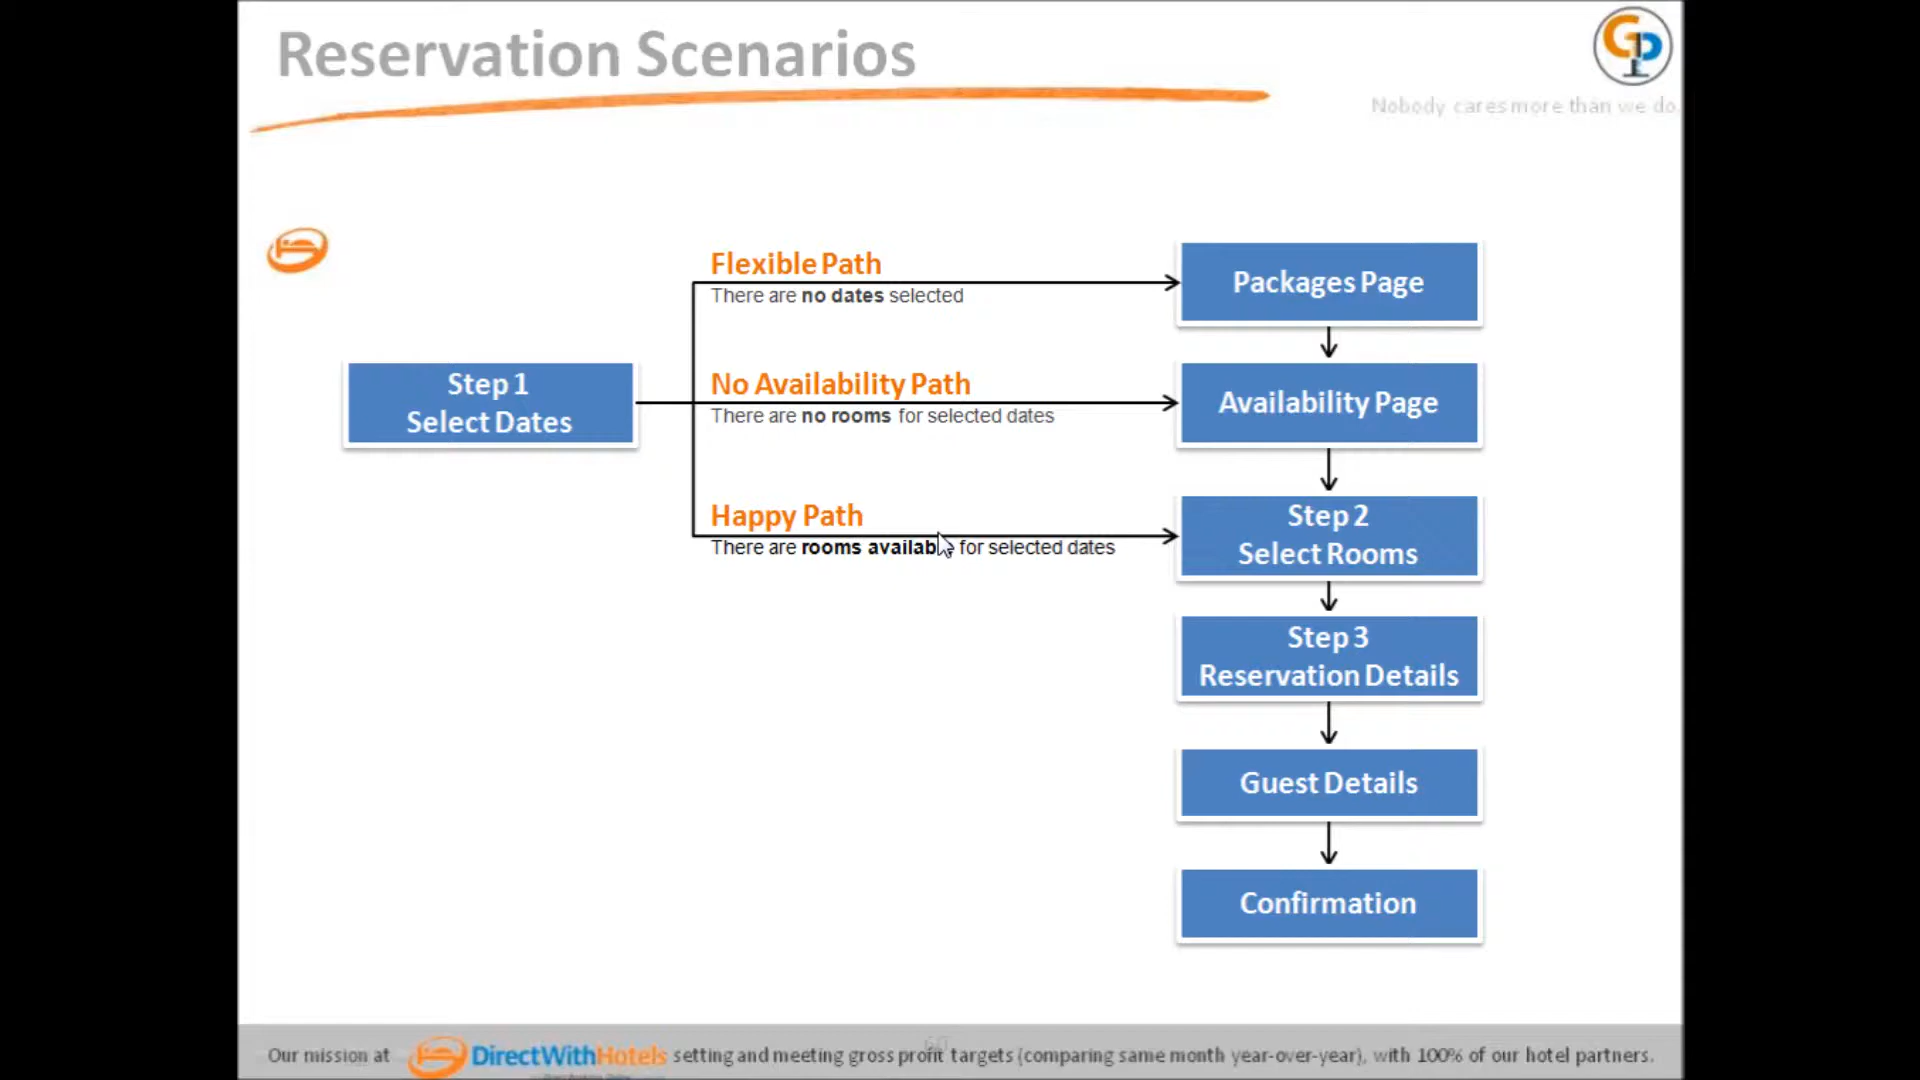 Reservation Scenarios
Nobody cares more than we do.
Flexible Path
There are no dates selected
Packages Page
Step 1
Select Dates
No Availability Path
There are no rooms for selected dates
Availability Page
Happy Path
There are rooms availab for selected dates
Step 2
Select Rooms
Step 3
Reservation Details
Guest Details
Confirmation
Our mission at DirectWithHotels setting and meeting gross profit targets (comparing same month year-over-year), with 100% of our hotel partners.